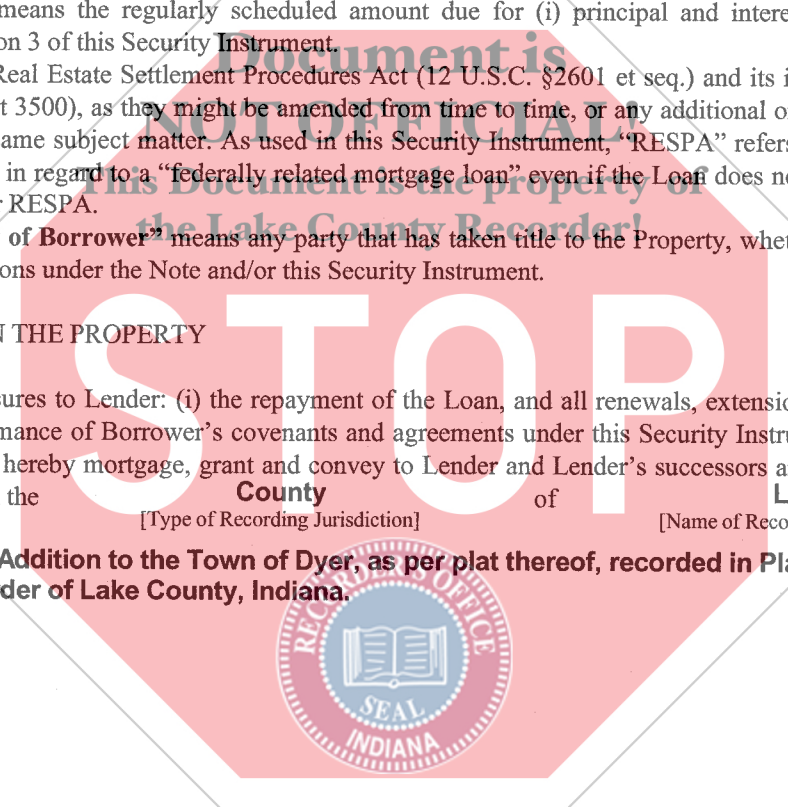 means the regularly scheduled amount due for (i) principal and intere
on 3 of this Security Instrument.
Document is
Real Estate Settlement Procedures Act (12 U.S.C. §2601 et seq.) and its i
t 3500), as they might be amended from time to time, or any additional o
NOT OFFICIAL!
ame subject matter. As used in this Security Instrument, “RESPA” refers
in regard to a “federally related mortgage loan” even if the Loan does no
This Document is the property of
r RESPA.
the Lake County Recorder!
of Borrower” means any party that has taken title to the Property, whet
ons under the Note and/or this Security Instrument.
STOP
N THE PROPERTY
sures to Lender: (i) the repayment of the Loan, and all renewals, extensio
mance of Borrower’s covenants and agreements under this Security Instru
hereby mortgage, grant and convey to Lender and Lender’s successors a
the County of L
[Type of Recording Jurisdiction] [Name of Reco
Addition to the Town of Dyer, as per plat thereof, recorded in Pla
der of Lake County, Indiana.
RECORDER'S OFFICE
SEAL
INDIANA